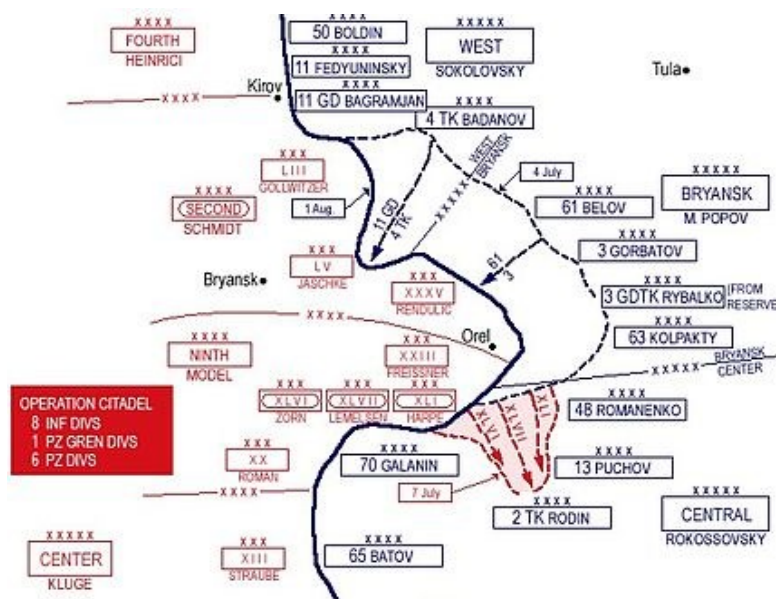 XXXX
FOURTH
HEINRICI
XXXX
50 BOLDIN
XXXX
11 FEDYUNINSKY
XXXX
11 GD BAGRAMJAN
XXXXX
WEST
SOKOLOVSKY
Tula
Kirov
XXXX
XXXX
4 TK BADANOV
WEST
XXXXX
BRYANSK
4 July
XXX
LIII
GOLLWITZER
1 Aug.
11 GD
4 TK
XXXX
SECOND
SCHMIDT
XXXX
61 BELOV
XXXXX
BRYANSK
M. POPOV
XXXX
3 GORBATOV
61
3
XXX
LV
JASCHKE
Bryansk
XXX
XXXV
RENDULIC
XXXX
3 GDTK RYBALKO
(FROM
RESERVE
XXXX
XXXX
63 KOLPAKTY
Orel
XXXX
NINTH
MODEL
XXX
XXIII
FREISSNER
BRYANSK
XXXXX
CENTER
OPERATION CITADEL
8 INF DIVS
1 PZ GREN DIVS
6 PZ DIVS
XXX
XLVI
ZORN
XXX
XLVII
LEMELSEN
XXX
XLI
HARPE
XLVI
XLVII
XLI
XXXX
48 ROMANENKO
XXX
XX
ROMAN
XXXX
70 GALANIN
XXXX
13 PUCHOV
7 July
XXXX
XXXX
2 TK RODIN
XXXXX
CENTRAL
ROKOSSOVSKY
XXXXX
CENTER
KLUGE
XXX
XIII
STRAUBE
XXXX
65 BATOV